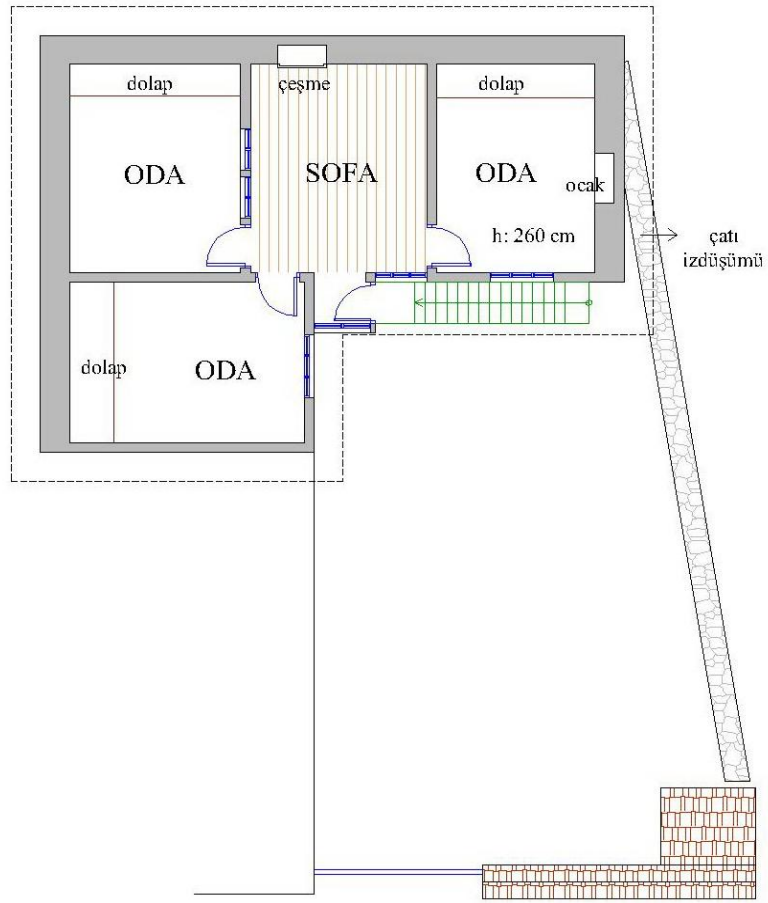 dolap
çeşme
dolap
ODA
SOFA
ODA
ocak
h: 260 cm
çatı
izdüşümü
dolap
ODA